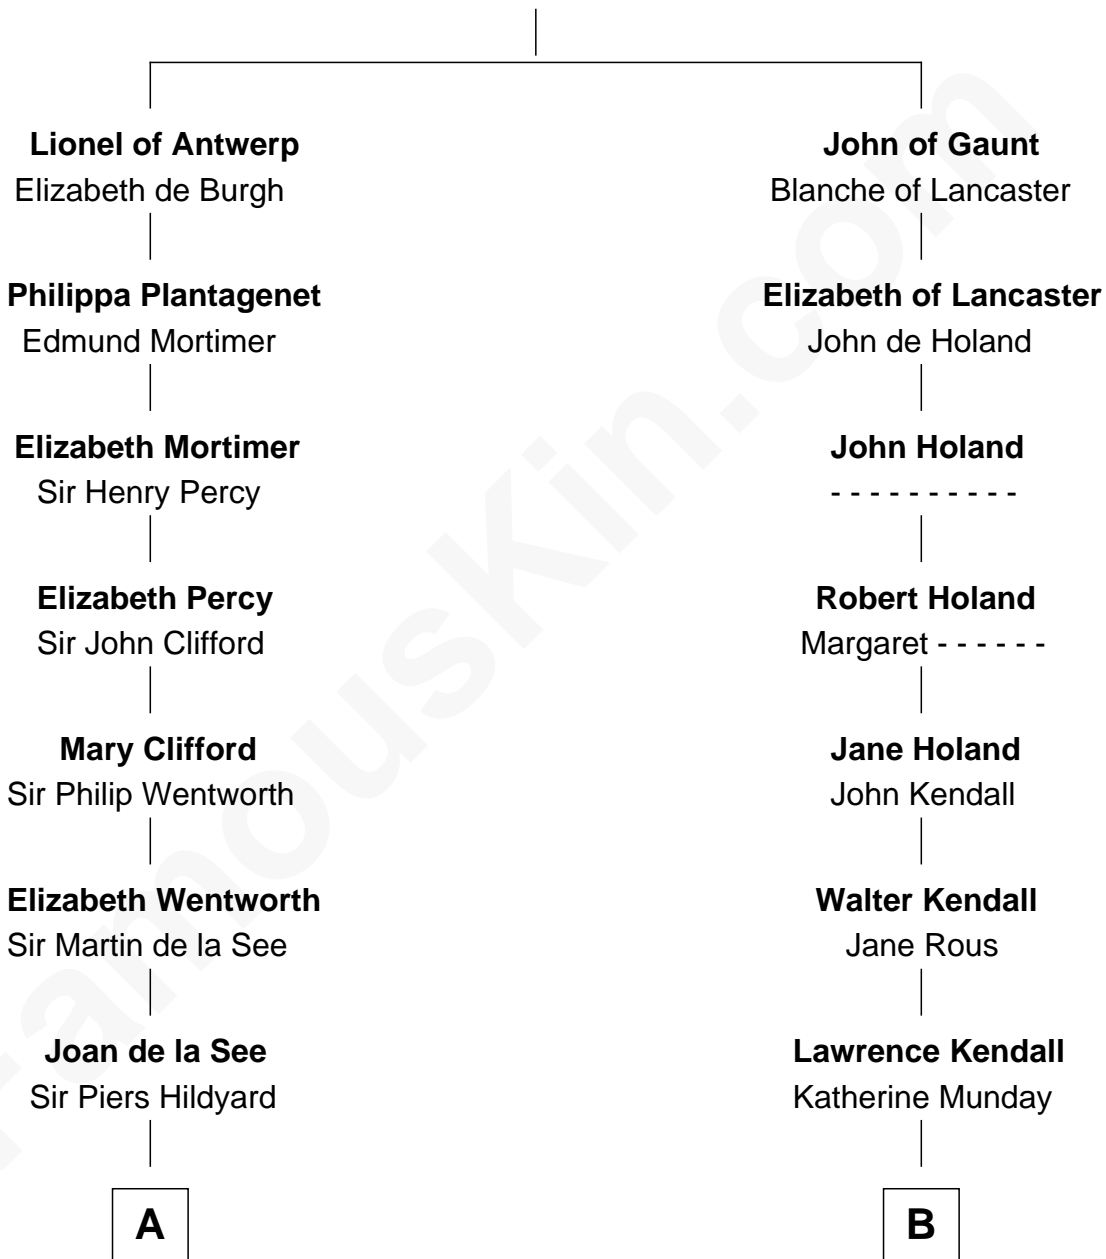 Lionel of Antwerp
Elizabeth de Burgh
Philippa Plantagenet
Edmund Mortimer
Elizabeth Mortimer
Sir Henry Percy
Elizabeth Percy
Sir John Clifford
Mary Clifford
Sir Philip Wentworth
Elizabeth Wentworth
Sir Martin de la See
Joan de la See
Sir Piers Hildyard
A
John of Gaunt
Blanche of Lancaster
Elizabeth of Lancaster
John de Holand
John Holand
- - - - - - - - - -
Robert Holand
Margaret - - - - - -
Jane Holand
John Kendall
Walter Kendall
Jane Rous
Lawrence Kendall
Katherine Munday
B
FamousKin.com